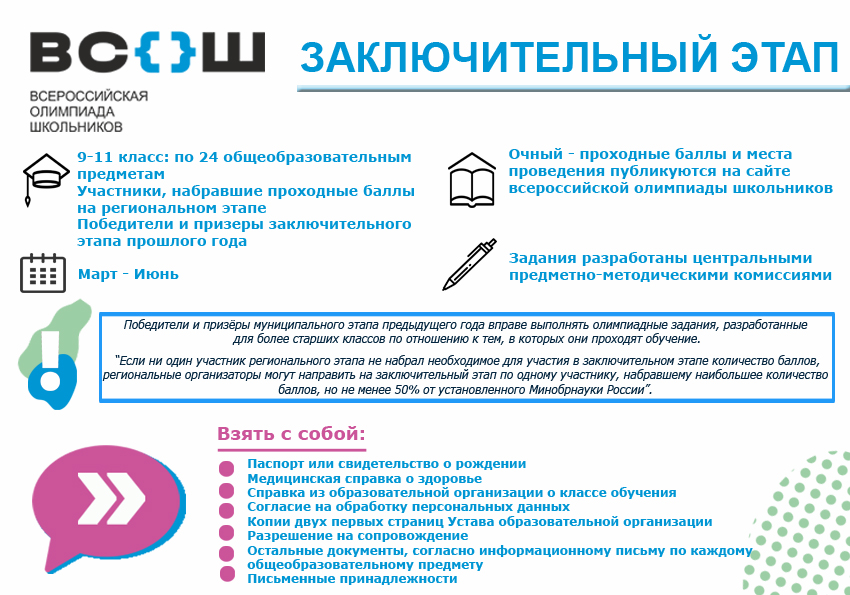 ВС{}Ш
ВСЕРОССИЙСКАЯ
ОЛИМПИАДА
ШКОЛЬНИКОВ
ЗАКЛЮЧИТЕЛЬНЫЙ ЭТАП
9-11 класс: по 24 общеобразовательным
предметам
Участники, набравшие проходные баллы
на региональном этапе
Победители и призеры заключительного
этапа прошлого года
Март - Июнь
Очный - проходные баллы и места
проведения публикуются на сайте
всероссийской олимпиады школьников
Задания разработаны центральными
предметно-методическими комиссиями
!
Победители и призёры муниципального этапа предыдущего года вправе выполнять олимпиадные задания, разработанные
для более старших классов по отношению к тем, в которых они проходят обучение.
“Если ни один участник регионального этапа не набрал необходимое для участия в заключительном этапе количество баллов,
региональные организаторы могут направить на заключительный этап по одному участнику, набравшему наибольшее количество
баллов, но не менее 50% от установленного Минобрнауки России”.
Взять с собой:
Паспорт или свидетельство о рождении
Медицинская справка о здоровье
Справка из образовательной организации о классе обучения
Согласие на обработку персональных данных
Копии двух первых страниц Устава образовательной организации
Разрешение на сопровождение
Остальные документы, согласно информационному письму по каждому
общеобразовательному предмету
Письменные принадлежности